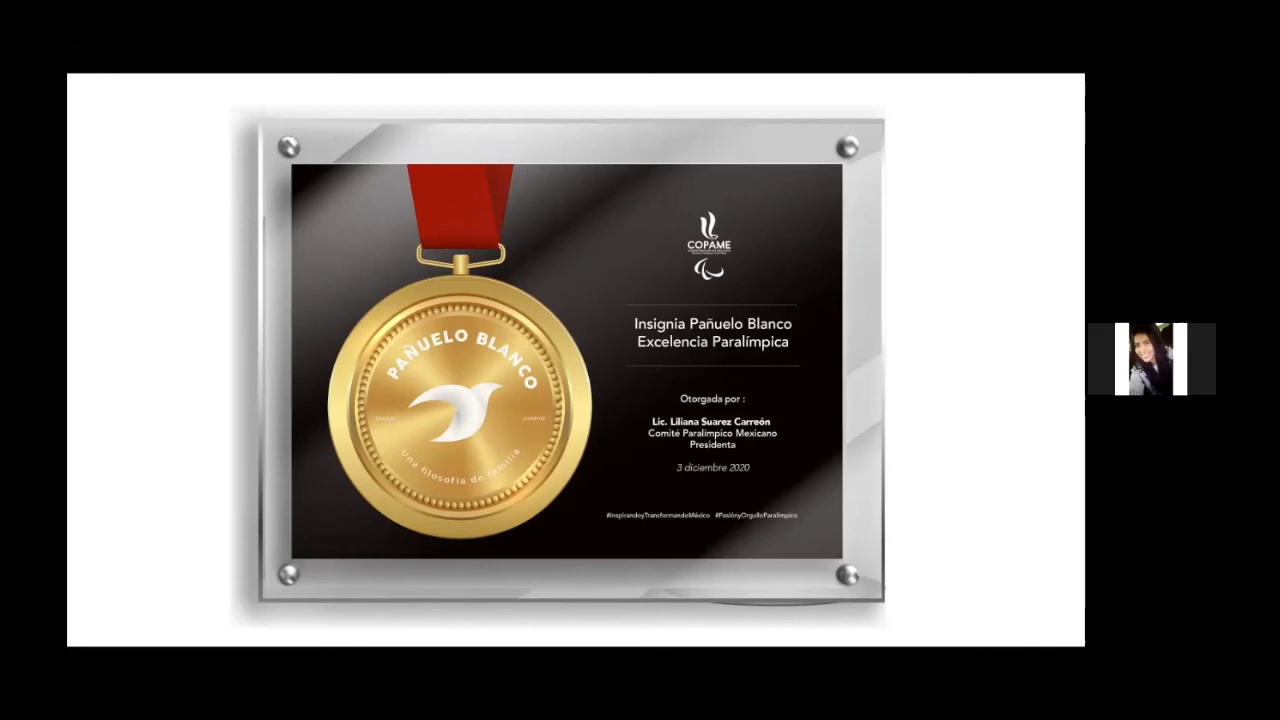 PAÑUELO BLANCO
Una filosofía de familia
COPAME
Insignia Pañuelo Blanco
Excelencia Paralímpica
Otorgada por :
Lic. Liliana Suarez Carreón
Comité Paralímpico Mexicano
Presidenta
3 diciembre 2020
#InspirandoyTransformandoMéxico #PasiónyOrgulloParalímpico